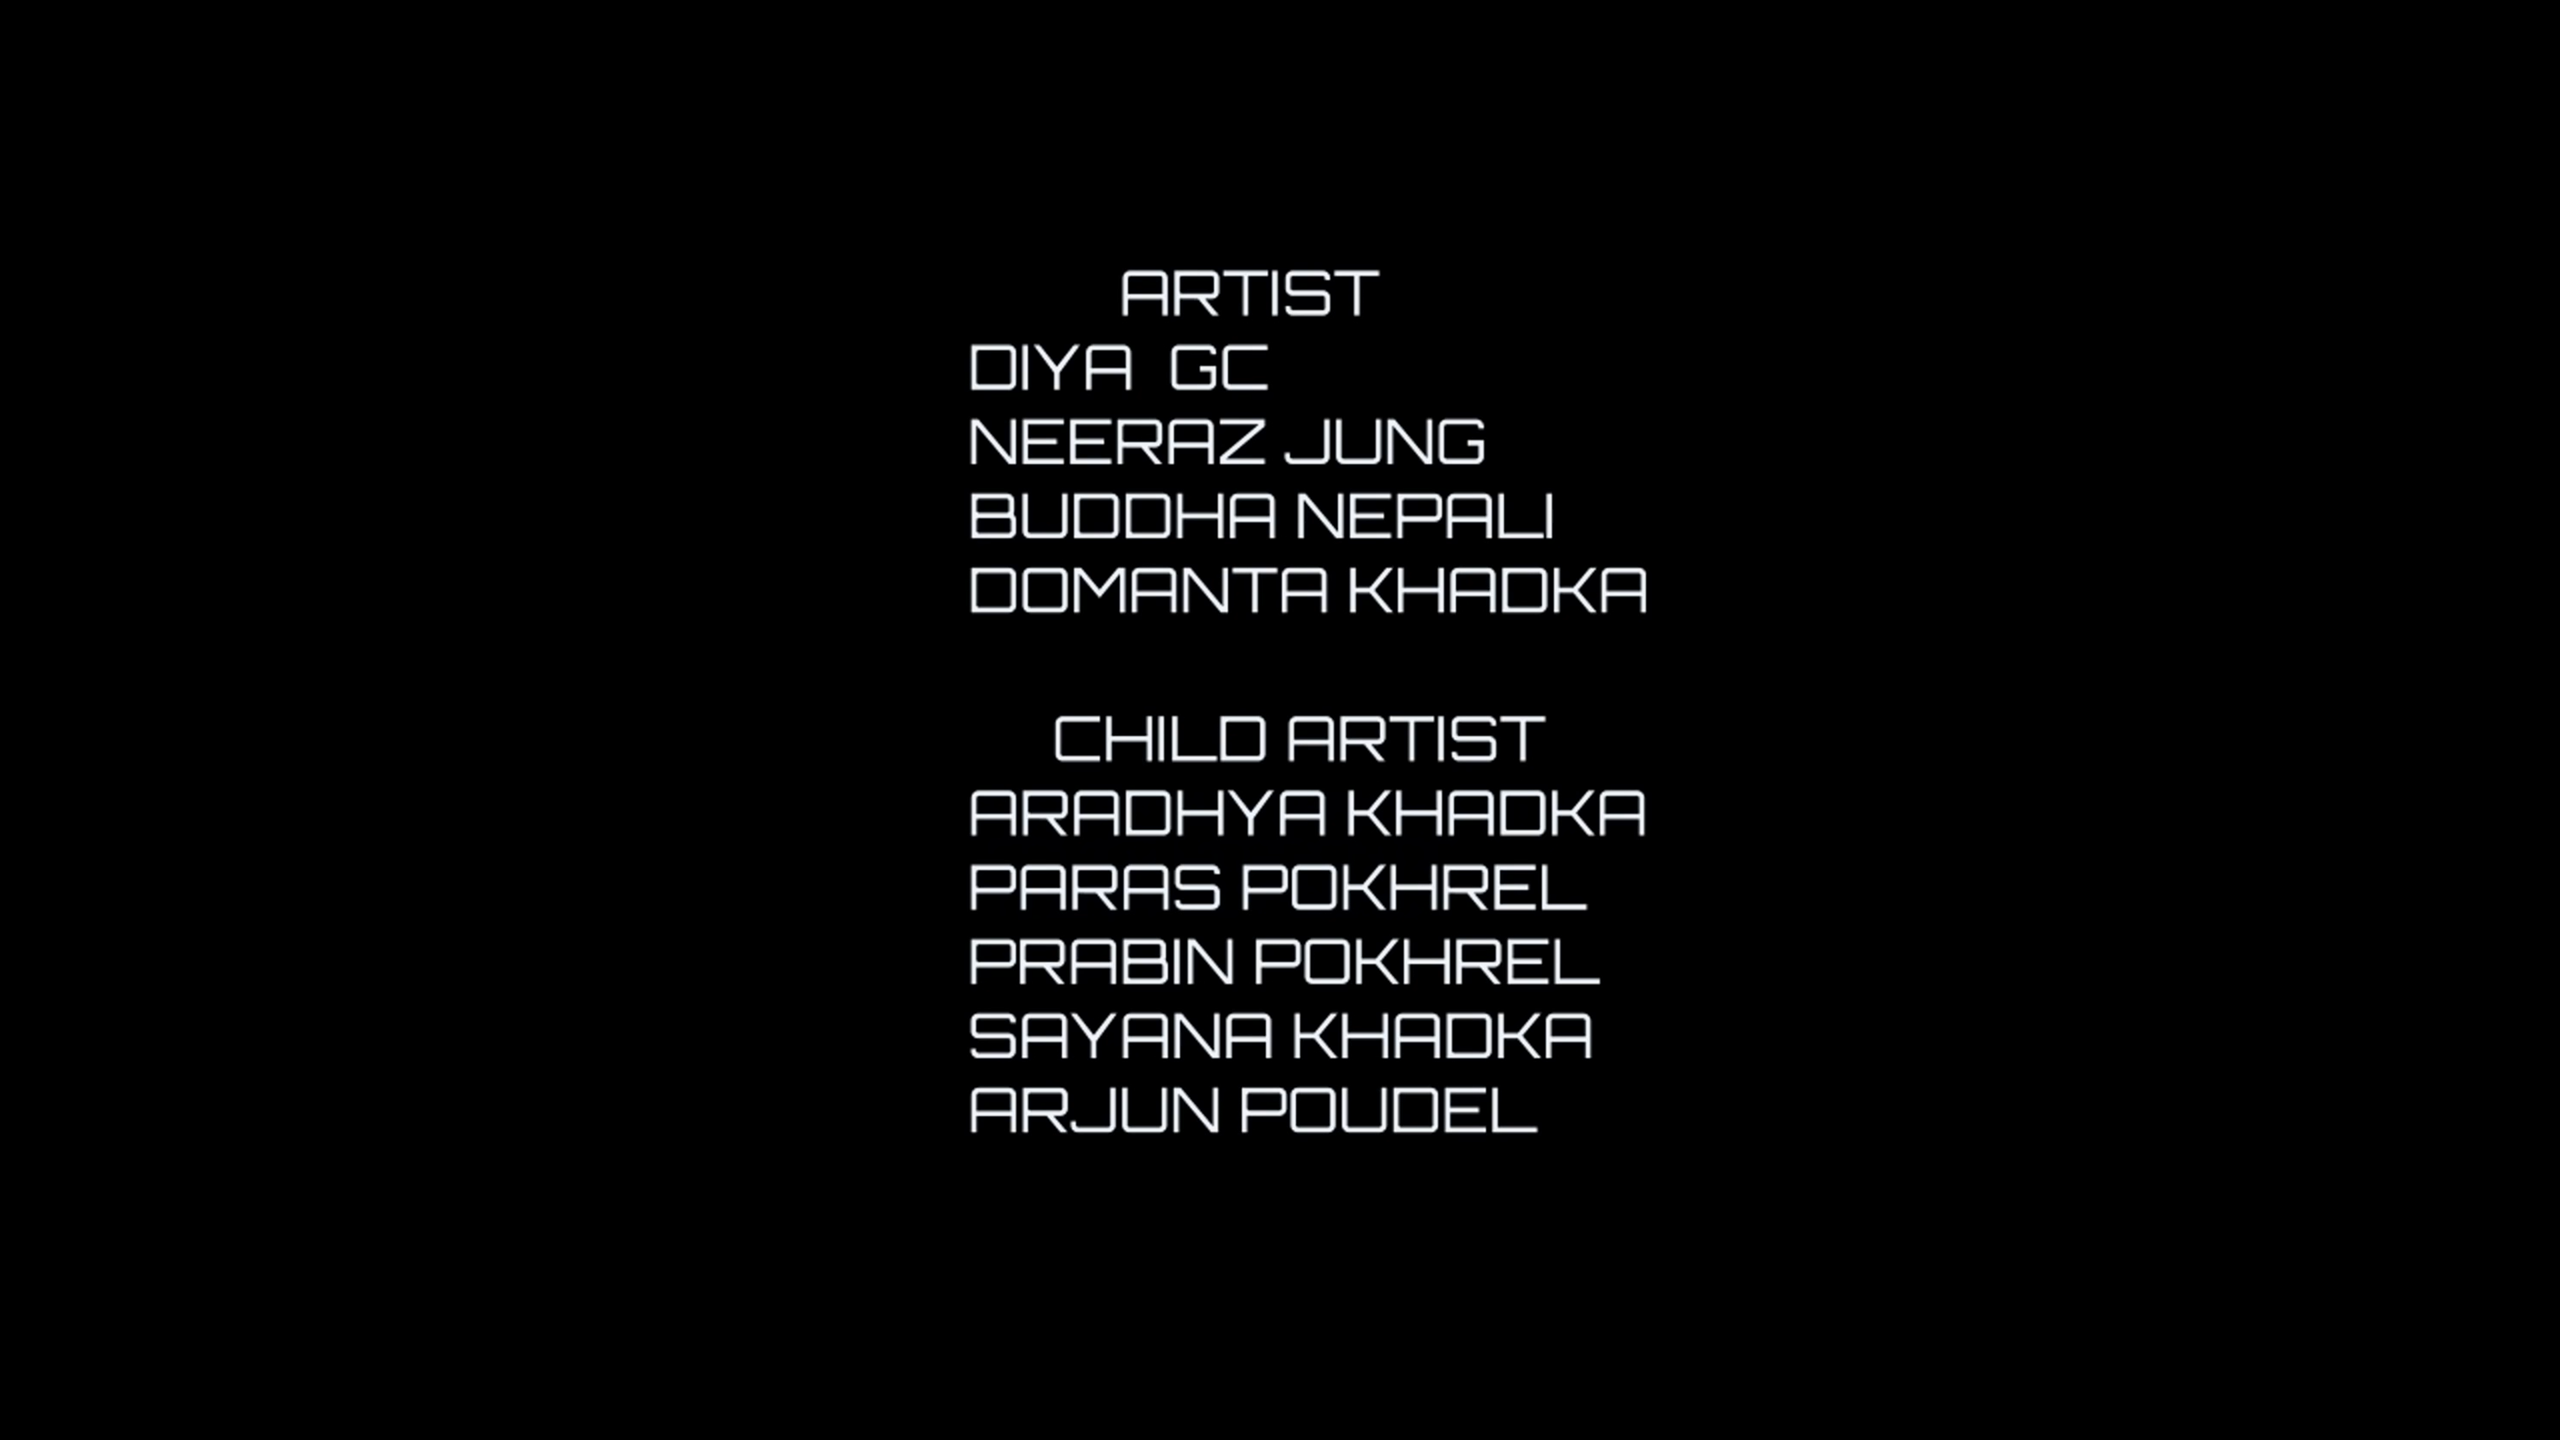 ARTIST
DIYA GC
NEERAZ JUNG
BUDDHA NEPALI
DOMANTA KHADKA
CHILD ARTIST
ARADHYA KHADKA
PARAS POKHREL
PRABIN POKHREL
SAYANA KHADKA
ARJUN POUDEL